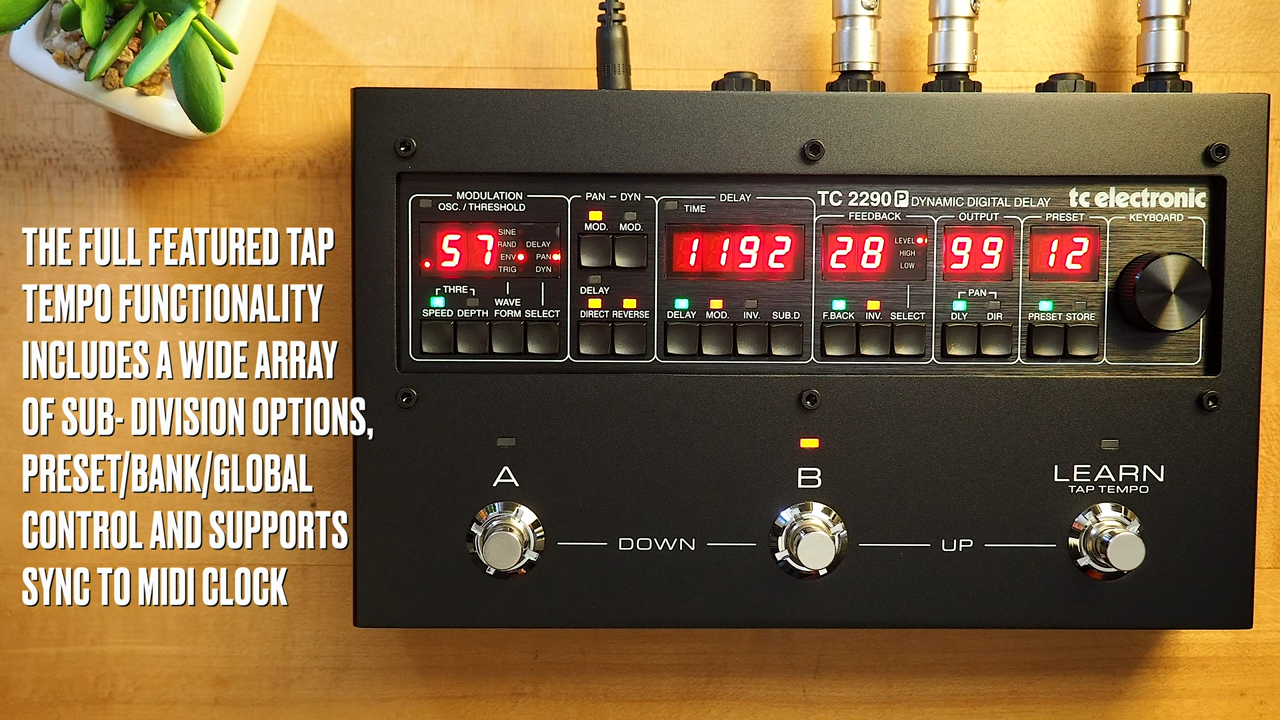 THE FULL FEATURED TAP
TEMPO FUNCTIONALITY
INCLUDES A WIDE ARRAY
OF SUB- DIVISION OPTIONS,
PRESET/BANK/GLOBAL
CONTROL AND SUPPORTS
SYNC TO MIDI CLOCK
TC 2290 P DYNAMIC DIGITAL DELAY
tc electronic
MODULATION
OSC. / THRESHOLD
.57
SINE
RAND
ENV
TRIG
DELAY
PAN
DYN
THRE
SPEED DEPTH WAVE FORM SELECT
PAN - DYN
MOD. MOD.
DELAY
DIRECT REVERSE
DELAY
TIME
1192
DELAY MOD. INV. SUB.D
FEEDBACK
28
LEVEL
HIGH
LOW
F.BACK INV. SELECT
OUTPUT
99
PAN
DLY DIR
PRESET
12
PRESET STORE
KEYBOARD
A
B
LEARN
TAP TEMPO
DOWN
UP